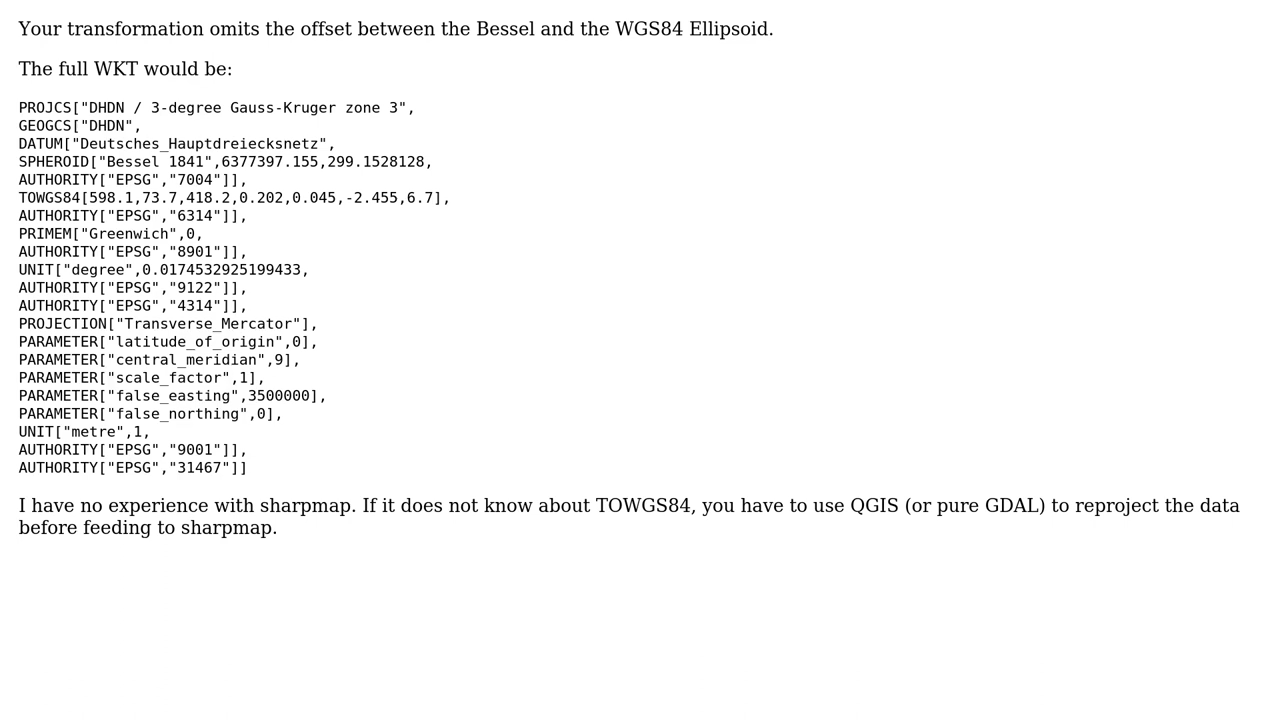 Your transformation omits the offset between the Bessel and the WGS84 Ellipsoid.
The full WKT would be:
PROJCS["DHDN / 3-degree Gauss-Kruger zone 3",
GEOGCS["DHDN",
DATUM["Deutsches_Hauptdreiecksnetz",
SPHEROID["Bessel 1841",6377397.155,299.1528128,
AUTHORITY["EPSG","7004"]],
TOWGS84[598.1,73.7,418.2,0.202,0.045,-2.455,6.7],
AUTHORITY["EPSG","6314"]],
PRIMEM["Greenwich",0,
AUTHORITY["EPSG","8901"]],
UNIT["degree",0.0174532925199433,
AUTHORITY["EPSG","9122"]],
AUTHORITY["EPSG","4314"]],
PROJECTION["Transverse_Mercator"],
PARAMETER["latitude_of_origin",0],
PARAMETER["central_meridian",9],
PARAMETER["scale_factor",1],
PARAMETER["false_easting",3500000],
PARAMETER["false_northing",0],
UNIT["metre",1,
AUTHORITY["EPSG","9001"]],
AUTHORITY["EPSG","31467"]]
I have no experience with sharpmap. If it does not know about TOWGS84, you have to use QGIS (or pure GDAL) to reproject the data
before feeding to sharpmap.